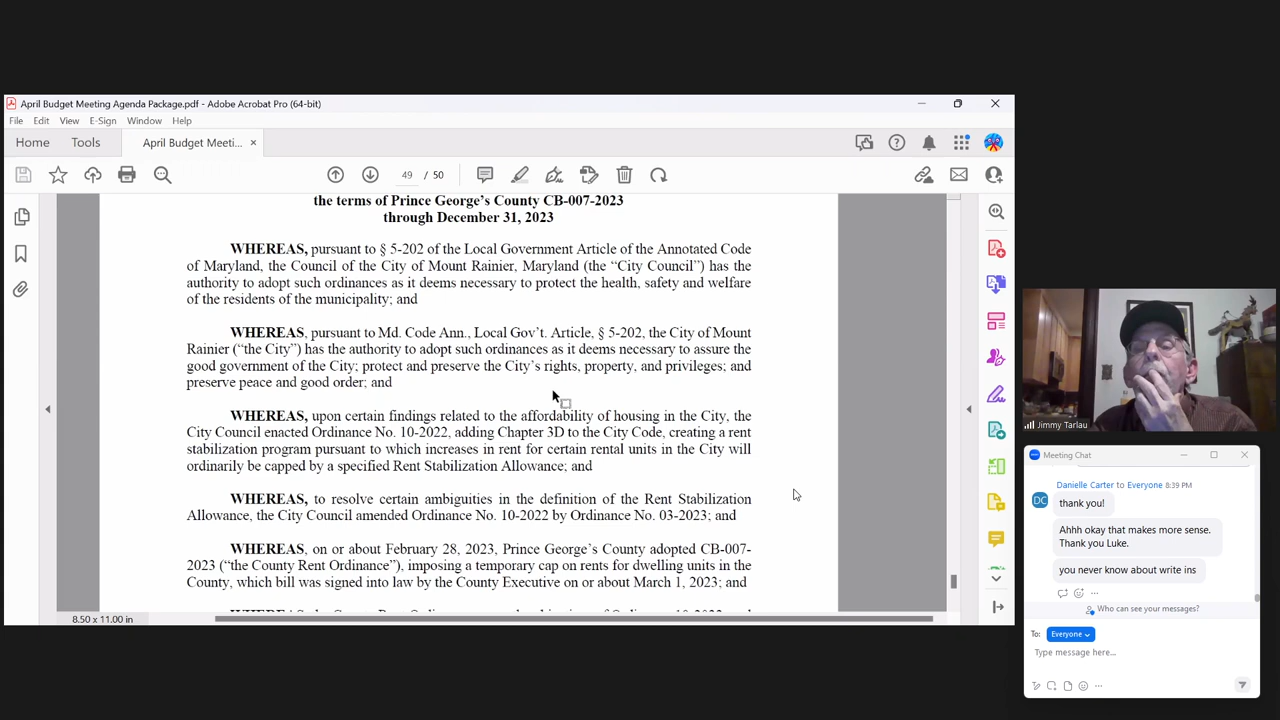 April Budget Meeting Agenda Package.pdf - Adobe Acrobat Pro (64-bit)
File Edit View E-Sign Window Help
Home Tools April Budget Meeti... ×
49 / 50
the terms of Prince George's County CB-007-2023
through December 31, 2023
WHEREAS, pursuant to § 5-202 of the Local Government Article of the Annotated Code
of Maryland, the Council of the City of Mount Rainier, Maryland (the “City Council”) has the
authority to adopt such ordinances as it deems necessary to protect the health, safety and welfare
of the residents of the municipality; and
WHEREAS, pursuant to Md. Code Ann., Local Gov't. Article, § 5-202, the City of Mount
Rainier (“the City”) has the authority to adopt such ordinances as it deems necessary to assure the
good government of the City; protect and preserve the City's rights, property, and privileges; and
preserve peace and good order; and
WHEREAS, upon certain findings related to the affordability of housing in the City, the
City Council enacted Ordinance No. 10-2022, adding Chapter 3D to the City Code, creating a rent
stabilization program pursuant to which increases in rent for certain rental units in the City will
ordinarily be capped by a specified Rent Stabilization Allowance; and
WHEREAS, to resolve certain ambiguities in the definition of the Rent Stabilization
Allowance, the City Council amended Ordinance No. 10-2022 by Ordinance No. 03-2023; and
WHEREAS, on or about February 28, 2023, Prince George's County adopted CB-007-
2023 (“the County Rent Ordinance”), imposing a temporary cap on rents for dwelling units in the
County, which bill was signed into law by the County Executive on or about March 1, 2023; and
8.50 x 11.00 in
Jimmy Tarlau
Meeting Chat
Danielle Carter to Everyone 8:39 PM
DC
thank you!
Ahhh okay that makes more sense.
Thank you Luke.
you never know about write ins
Who can see your messages?
To: Everyone
Type message here...